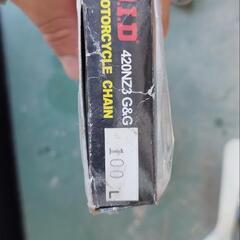 .I.D
420NZ3 G&G
MOTORCYCLE CHAIN
100 L